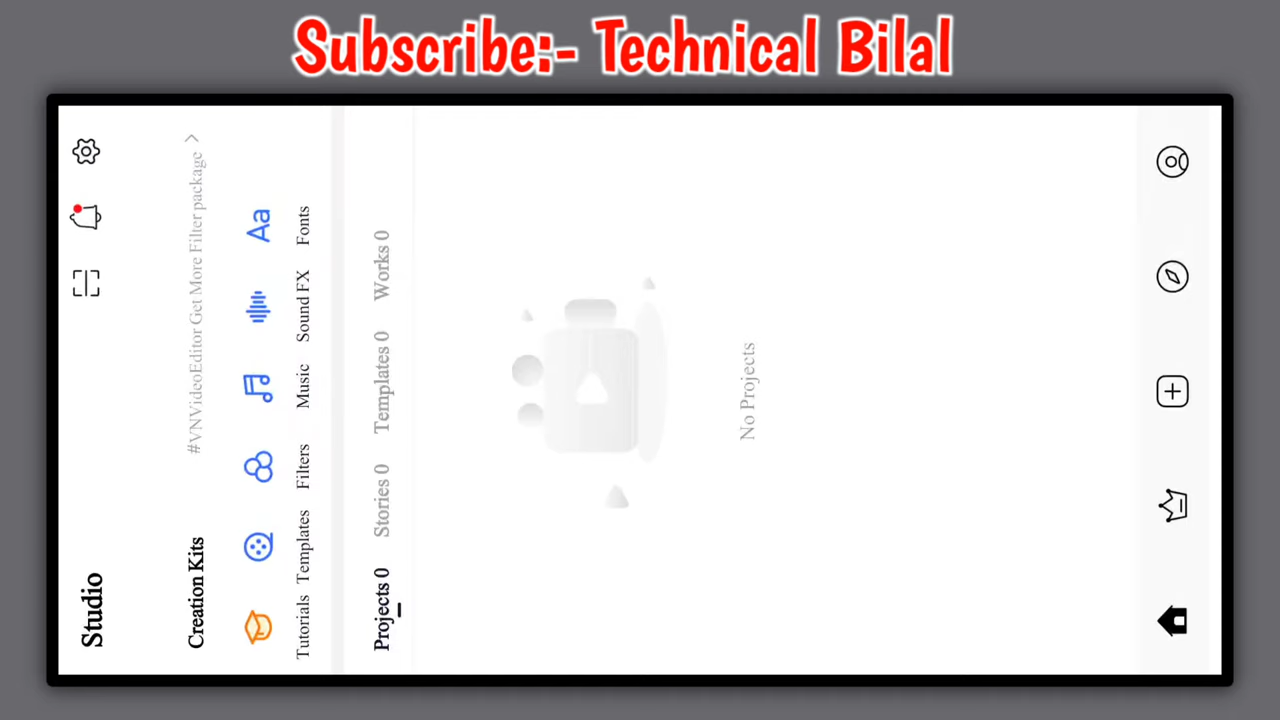 Subscribe:- Technical Bilal
Studio
Creation Kits
#VNVideoEditor Get More Filter package >
Tutorials
Templates
Filters
Music
Sound FX
Aa
Fonts
Projects 0
Stories 0
Templates 0
Works 0
No Projects